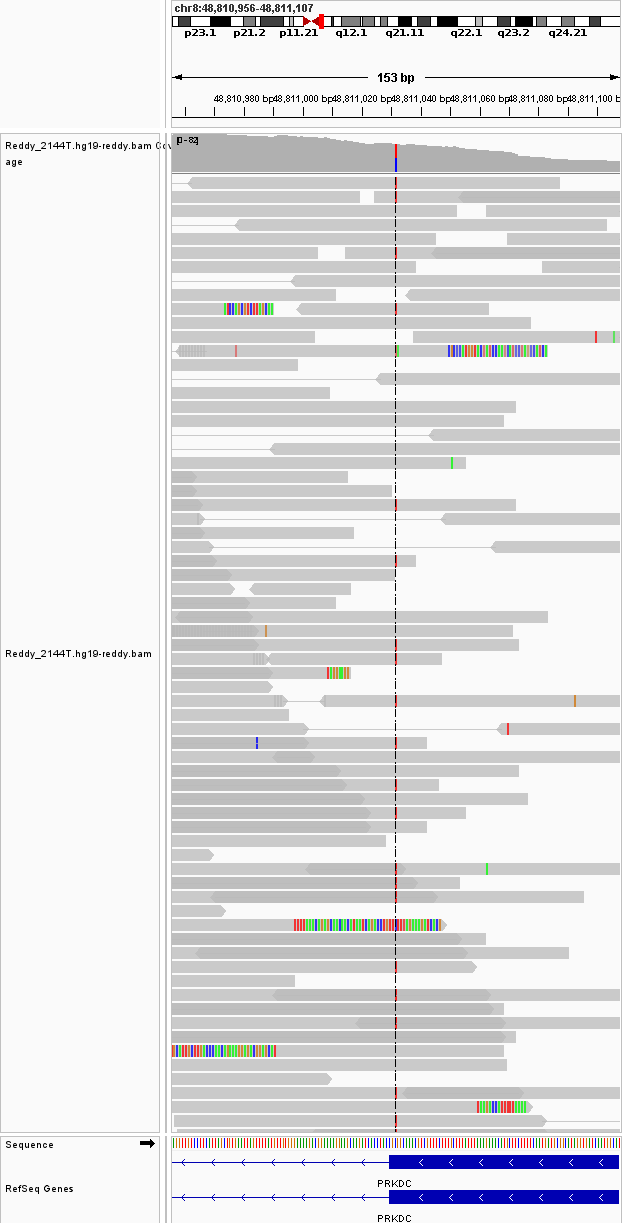 chr8:48,810,956-48,811,107
p23.1 p21.2 p11.21 q12.1 q21.11 q22.1 q23.2 q24.21
153 bp
48,810,980 bp 48,811,000 bp 48,811,020 bp 48,811,040 bp 48,811,060 bp 48,811,080 bp 48,811,100 b
Reddy_2144T.hg19-reddy.bam Cov
age
[0 - 82]
Reddy_2144T.hg19-reddy.bam
Sequence
PRKDC
RefSeq Genes
PRKDC